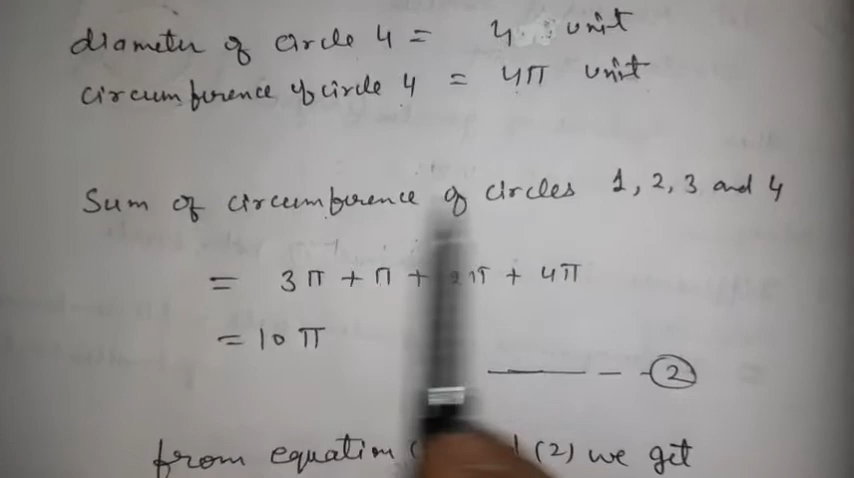 diameter of circle 4 = 4 unit
circumference of circle 4 = 4π unit
Sum of circumference of circles 1, 2, 3 and 4
= 3π + π + 2π + 4π
= 10π
②
from equation ( (2) we get